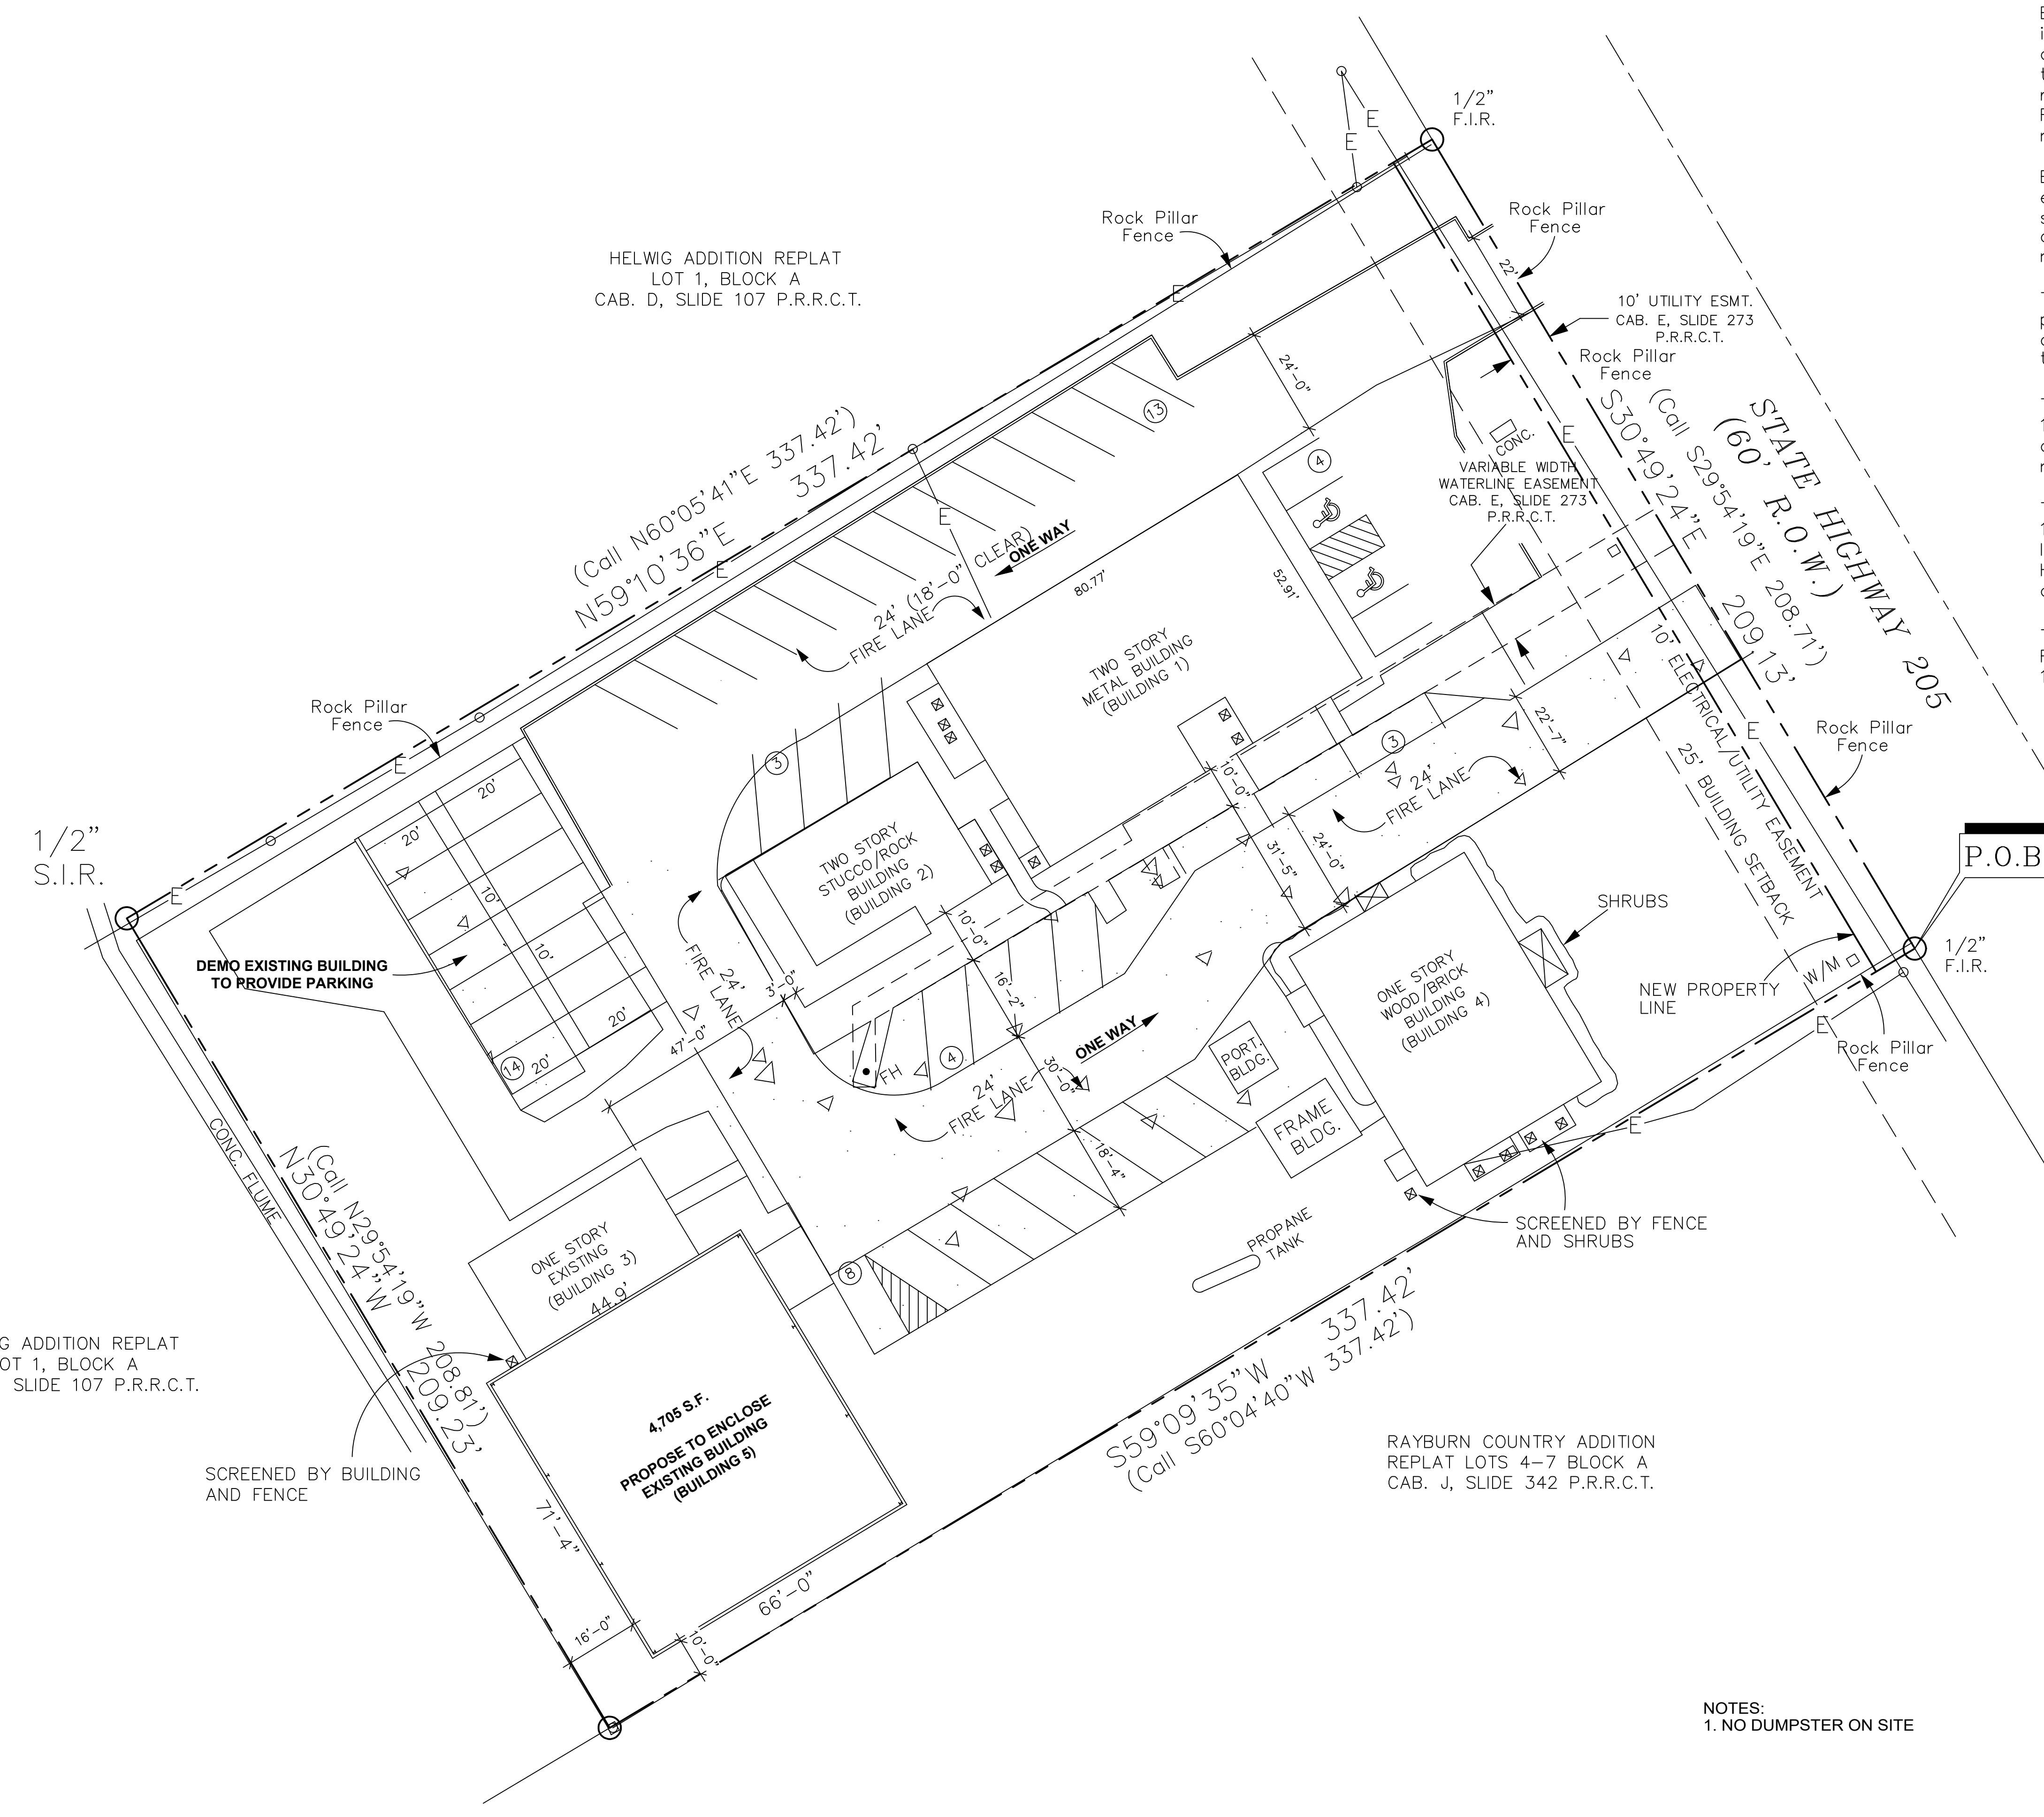 1/2”
F.I.R.
E
E
Rock Pillar
Fence
Rock Pillar
Fence
HELWIG ADDITION REPLAT
LOT 1, BLOCK A
CAB. D, SLIDE 107 P.R.R.C.T.
E
22'
10' UTILITY ESMT.
CAB. E, SLIDE 273
P.R.R.C.T.
Rock Pillar
Fence
24'-0"
STATE HIGHWAY 205
(60' R.O.W.)
(Call S29°54'19"E 208.71')
S30°49'24"E
209.13'
(Call N60°05'41"E 337.42')
N59°10'36"E
337.42'
13
4
CONC.
E
VARIABLE WIDTH
WATERLINE EASEMENT
CAB. E, SLIDE 273
P.R.R.C.T.
E
E
24' (18'-0" CLEAR)
FIRE LANE
ONE WAY
80.77'
52.91'
TWO STORY
METAL BUILDING
(BUILDING 1)
10' ELECTRICAL/UTILITY EASEMENT
25' BUILDING SETBACK
Rock Pillar
Fence
E
Rock Pillar
Fence
E
3
3
22'-7"
10'-0"
24'
FIRE LANE
31'-5"
24'-0"
20'
20'
10'
10'
20'
20'
14
1/2”
S.I.R.
E
DEMO EXISTING BUILDING
TO PROVIDE PARKING
TWO STORY
STUCCO/ROCK
BUILDING
(BUILDING 2)
24'
FIRE LANE
3'-0"
47'-0"
10'-0"
16'-2"
FH
4
24'
FIRE LANE
30'-0"
ONE WAY
18'-4"
PORT.
BLDG.
FRAME
BLDG.
ONE STORY
WOOD/BRICK
BUILDING
(BUILDING 4)
SHRUBS
P.O.B
1/2”
F.I.R.
W/M
NEW PROPERTY
LINE
E
Rock Pillar
Fence
E
SCREENED BY FENCE
AND SHRUBS
PROPANE
TANK
CONC. FLUME
(Call N29°54'19"W 208.81')
N30°49'24"W
209.23'
ONE STORY
EXISTING
(BUILDING 3)
44.9'
8
337.42'
S59°09'35"W
(Call S60°04'40"W 337.42')
G ADDITION REPLAT
OT 1, BLOCK A
SLIDE 107 P.R.R.C.T.
SCREENED BY BUILDING
AND FENCE
4,705 S.F.
PROPOSE TO ENCLOSE
EXISTING BUILDING
(BUILDING 5)
71'-4"
66'-0"
16'-0"
10'-0"
RAYBURN COUNTRY ADDITION
REPLAT LOTS 4-7 BLOCK A
CAB. J, SLIDE 342 P.R.R.C.T.
NOTES:
1. NO DUMPSTER ON SITE